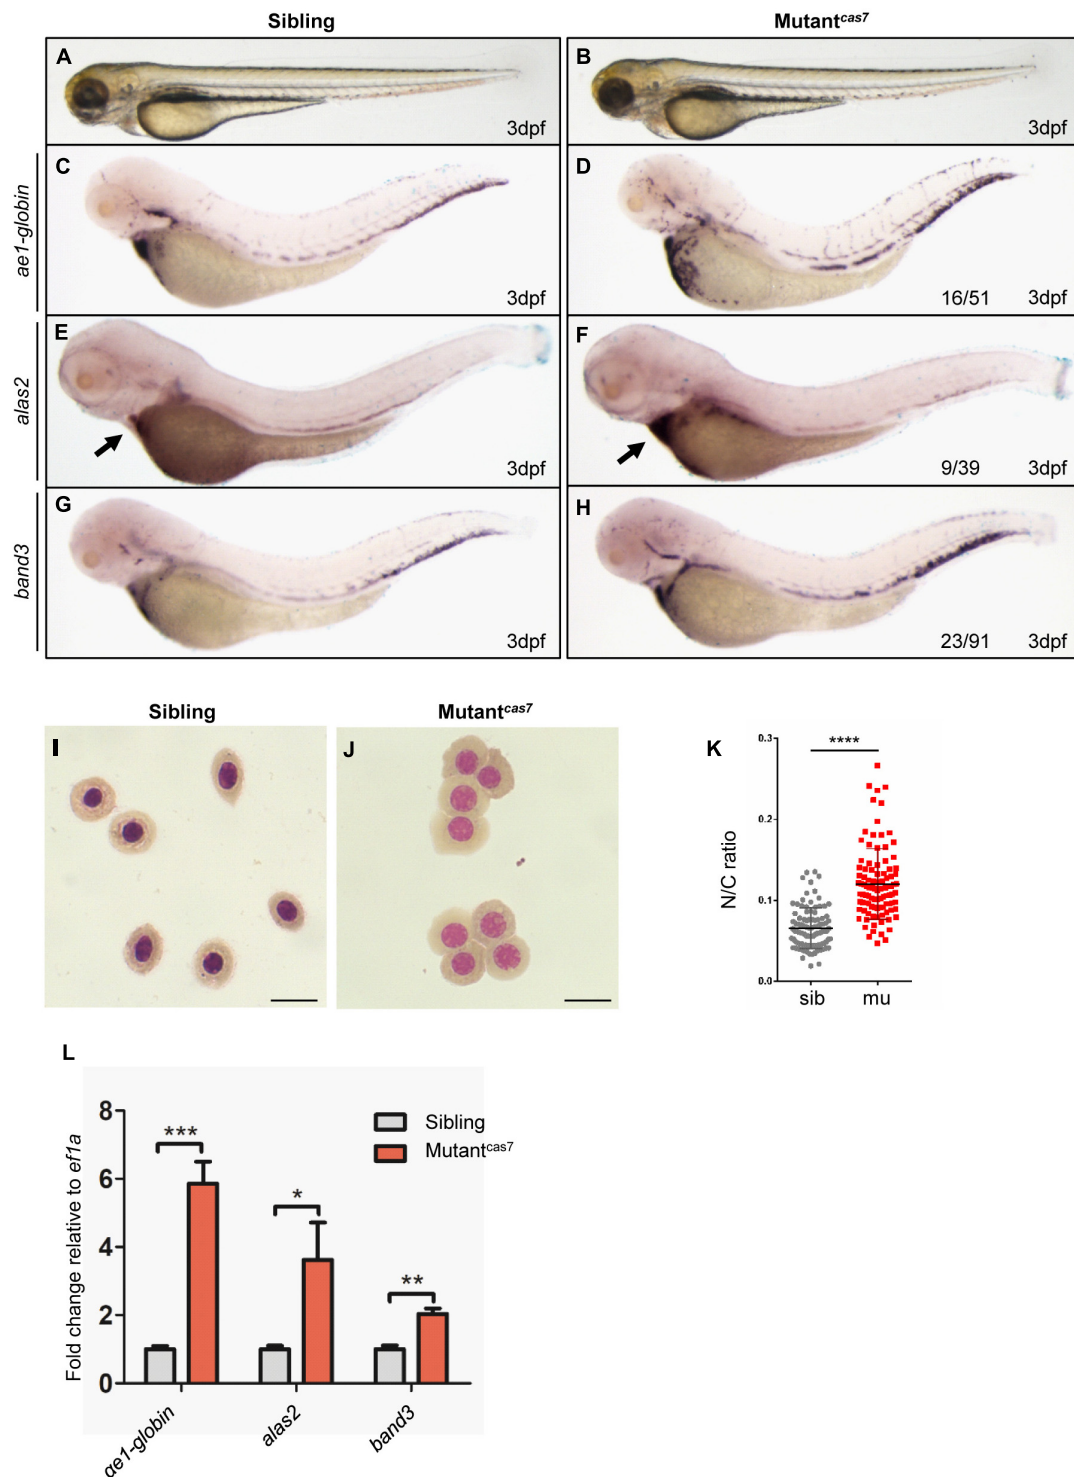 Sibling Mutantcas7
A B
3dpf 3dpf
ae1-globin
C D
3dpf 16/51 3dpf
alas2
E F
3dpf 9/39 3dpf
band3
G H
3dpf 23/91 3dpf
Sibling Mutantcas7
I J K
N/C ratio
0.3
0.2
0.1
0.0
****
sib mu
L
Fold change relative to ef1a
8
6
4
2
0
***
*
**
Sibling
Mutantcas7
αe1-globin alas2 band3